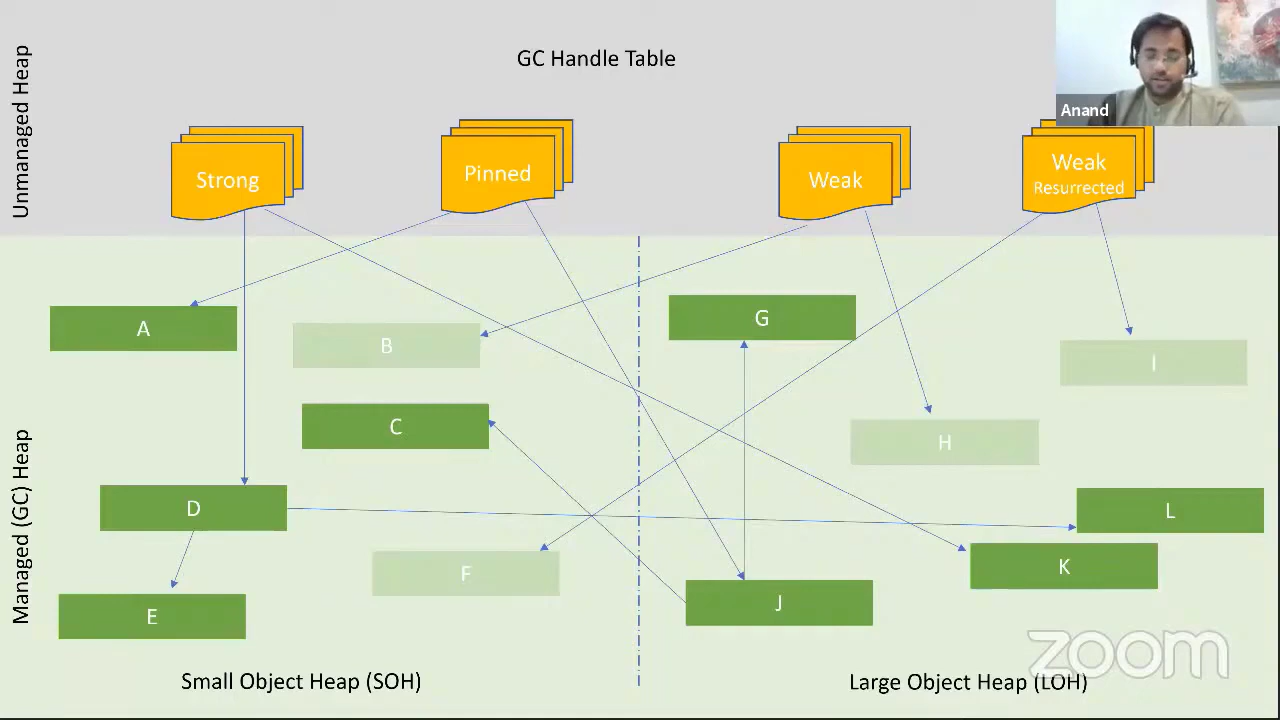 Unmanaged Heap
GC Handle Table
Anand
Strong
Pinned
Weak
Weak
Resurrected
Managed (GC) Heap
A
B
C
D
E
F
G
H
I
J
K
L
Small Object Heap (SOH)
Large Object Heap (LOH)
zoom